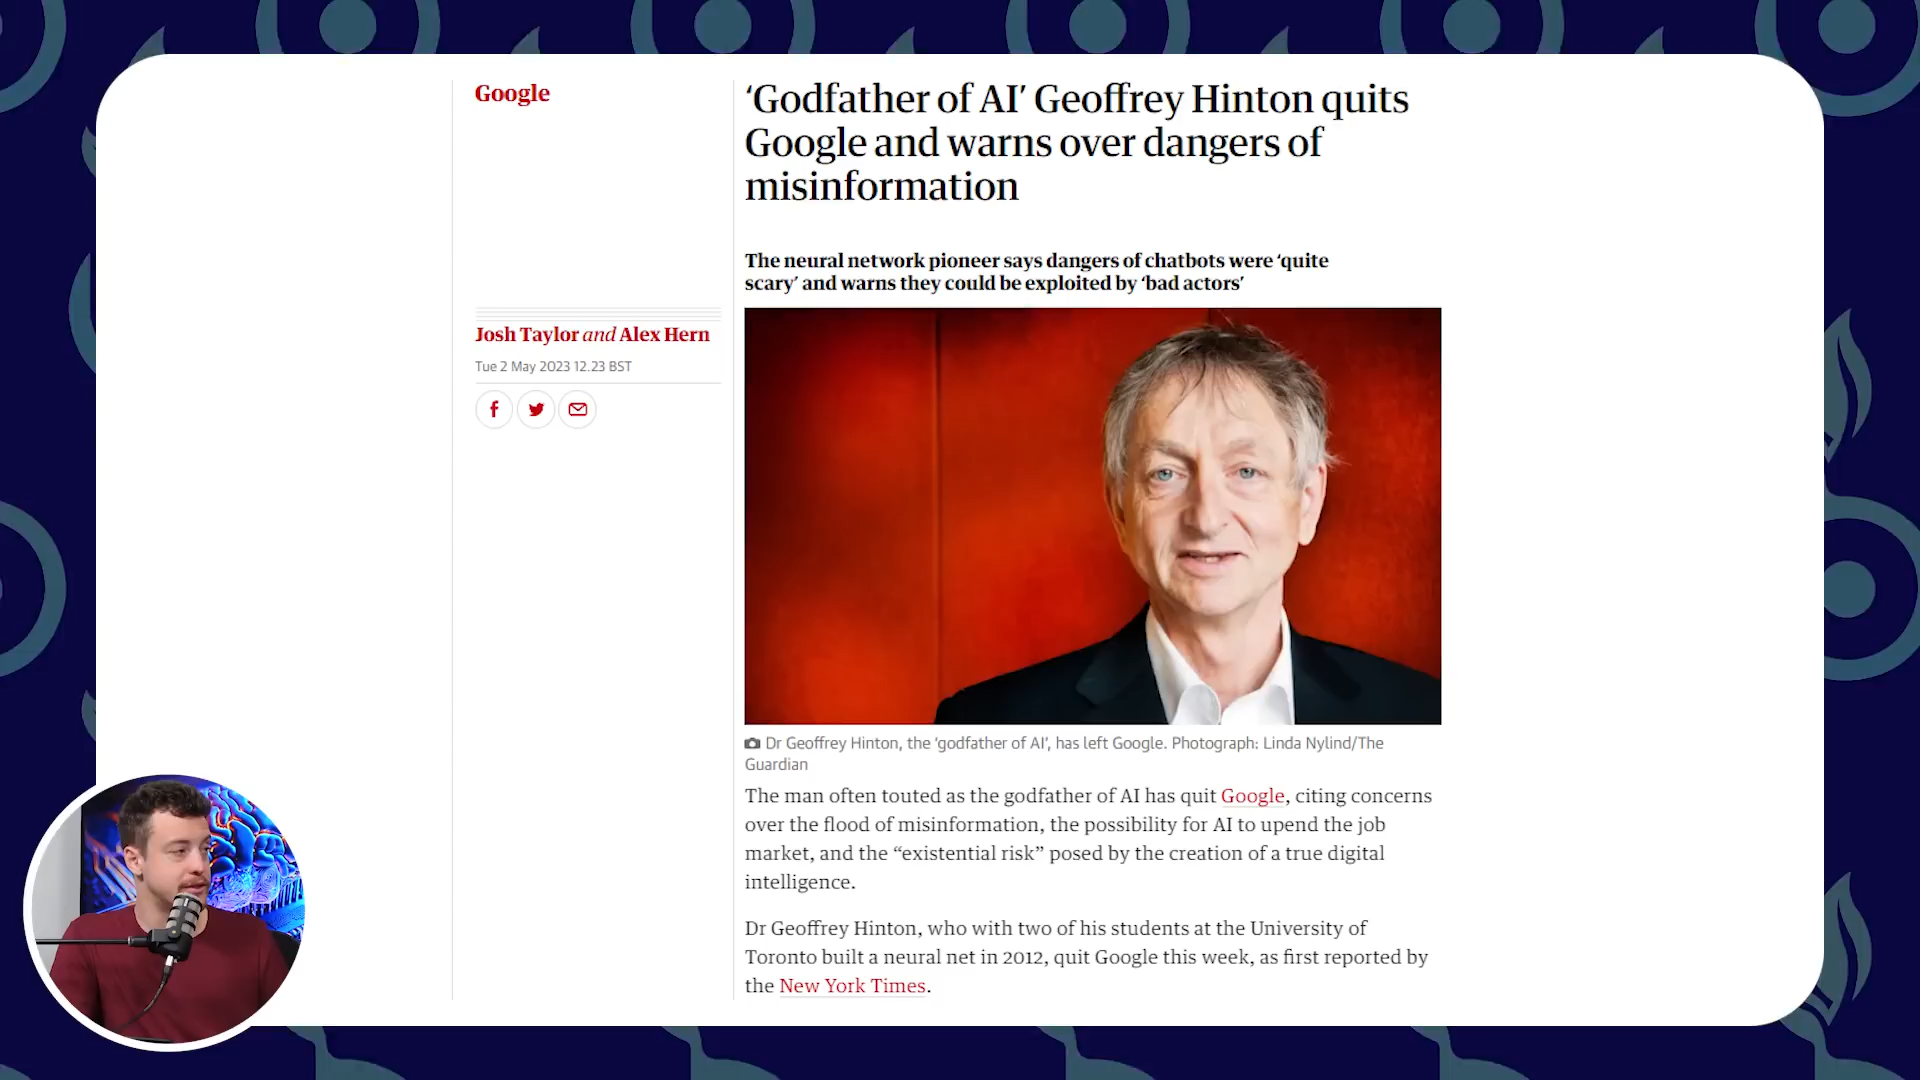 Google
‘Godfather of AI’ Geoffrey Hinton quits
Google and warns over dangers of
misinformation
The neural network pioneer says dangers of chatbots were ‘quite
scary’ and warns they could be exploited by ‘bad actors’
Josh Taylor and Alex Hern
Tue 2 May 2023 12.23 BST
Dr Geoffrey Hinton, the ‘godfather of AI’, has left Google. Photograph: Linda Nylind/The
Guardian
The man often touted as the godfather of AI has quit Google, citing concerns
over the flood of misinformation, the possibility for AI to upend the job
market, and the “existential risk” posed by the creation of a true digital
intelligence.
Dr Geoffrey Hinton, who with two of his students at the University of
Toronto built a neural net in 2012, quit Google this week, as first reported by
the New York Times.